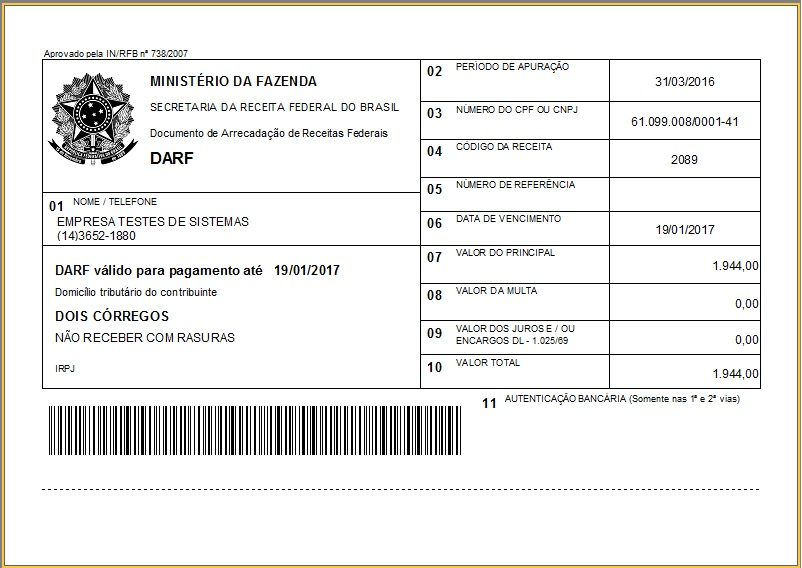 Aprovado pela IN/RFB nº 738/2007
MINISTÉRIO DA FAZENDA
SECRETARIA DA RECEITA FEDERAL DO BRASIL
Documento de Arrecadação de Receitas Federais
DARF
01 NOME / TELEFONE
EMPRESA TESTES DE SISTEMAS
(14)3652-1880
DARF válido para pagamento até 19/01/2017
Domicílio tributário do contribuinte
DOIS CÓRREGOS
NÃO RECEBER COM RASURAS
IRPJ
02 PERÍODO DE APURAÇÃO
31/03/2016
03 NÚMERO DO CPF OU CNPJ
61.099.008/0001-41
04 CÓDIGO DA RECEITA
2089
05 NÚMERO DE REFERÊNCIA
06 DATA DE VENCIMENTO
19/01/2017
07 VALOR DO PRINCIPAL
1.944,00
08 VALOR DA MULTA
0,00
09 VALOR DOS JUROS E / OU
ENCARGOS DL - 1.025/69
0,00
10 VALOR TOTAL
1.944,00
11 AUTENTICAÇÃO BANCÁRIA (Somente nas 1ª e 2ª vias)